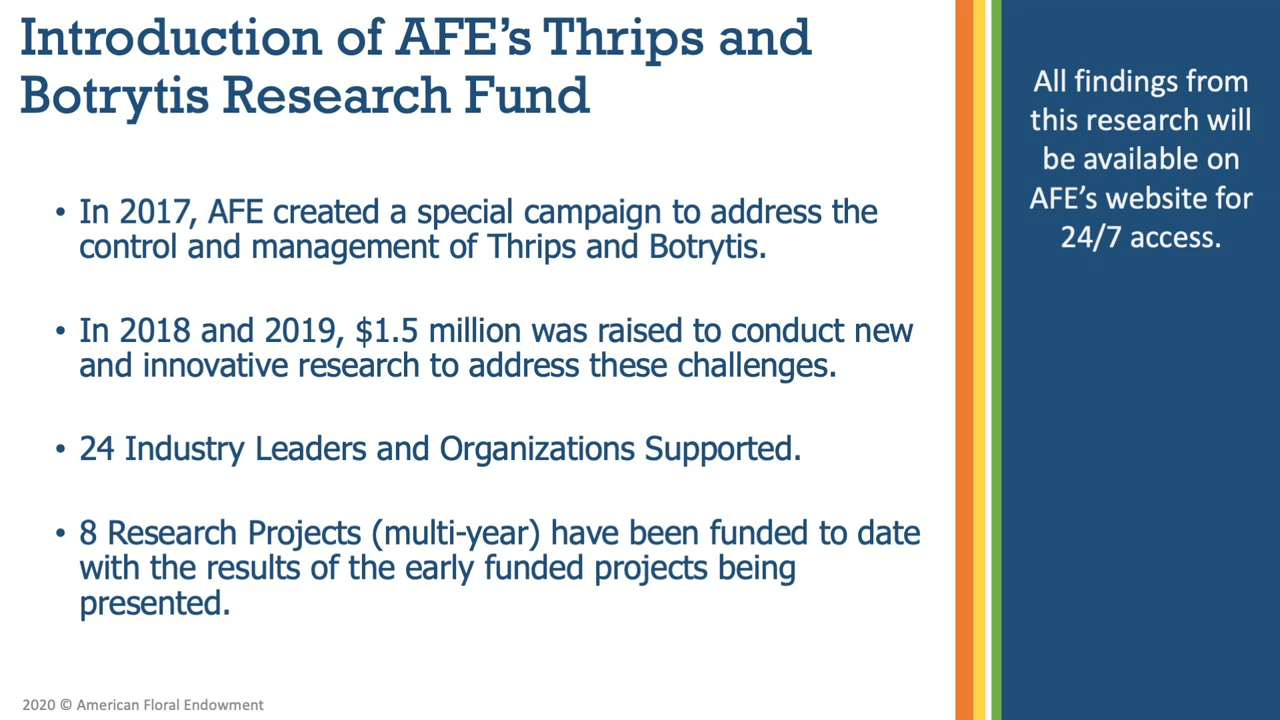 Introduction of AFE's Thrips and
Botrytis Research Fund
• In 2017, AFE created a special campaign to address the
control and management of Thrips and Botrytis.
• In 2018 and 2019, $1.5 million was raised to conduct new
and innovative research to address these challenges.
• 24 Industry Leaders and Organizations Supported.
• 8 Research Projects (multi-year) have been funded to date
with the results of the early funded projects being
presented.
2020 © American Floral Endowment
All findings from
this research will
be available on
AFE's website for
24/7 access.